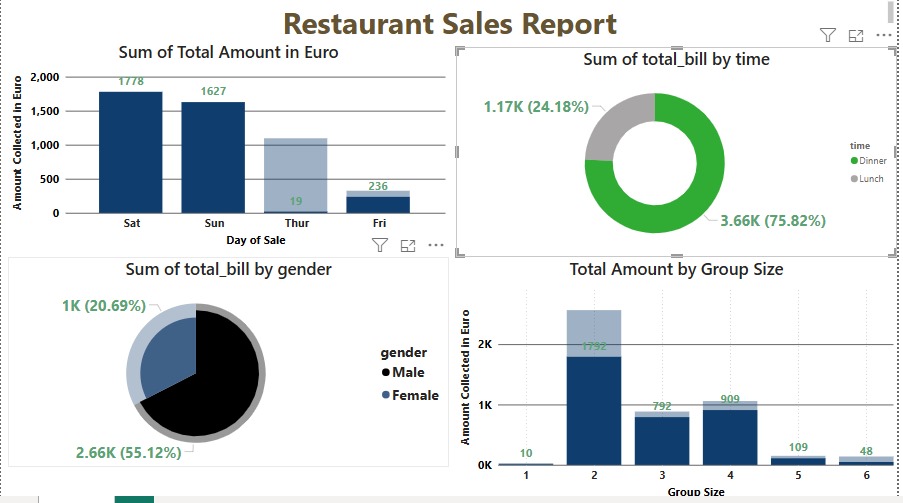 Restaurant Sales Report
Sum of Total Amount in Euro
Amount Collected in Euro
2,000
1,500
1,000
500
0
1778
1627
19
236
Sat
Sun
Thur
Fri
Day of Sale
Sum of total_bill by time
1.17K (24.18%)
3.66K (75.82%)
time
Dinner
Lunch
Sum of total_bill by gender
1K (20.69%)
2.66K (55.12%)
gender
Male
Female
Total Amount by Group Size
Amount Collected in Euro
2K
1K
0K
10
1792
792
909
109
48
1
2
3
4
5
6
Group Size